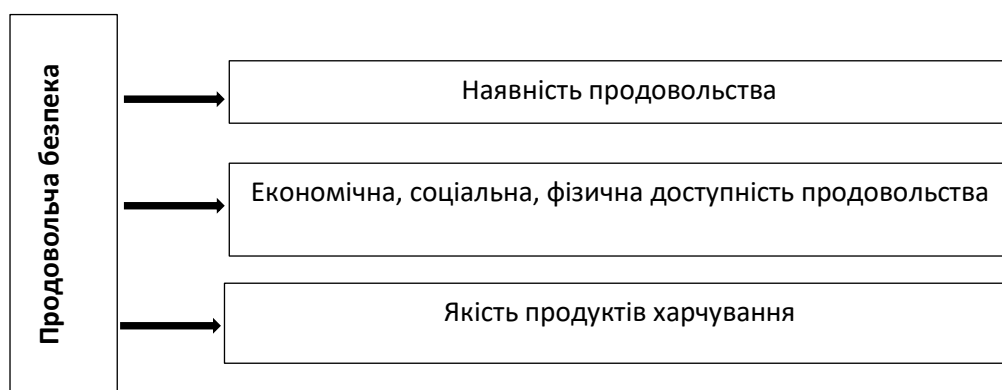 Продовольча безпека
Наявність продовольства
Економічна, соціальна, фізична доступність продовольства
Якість продуктів харчування